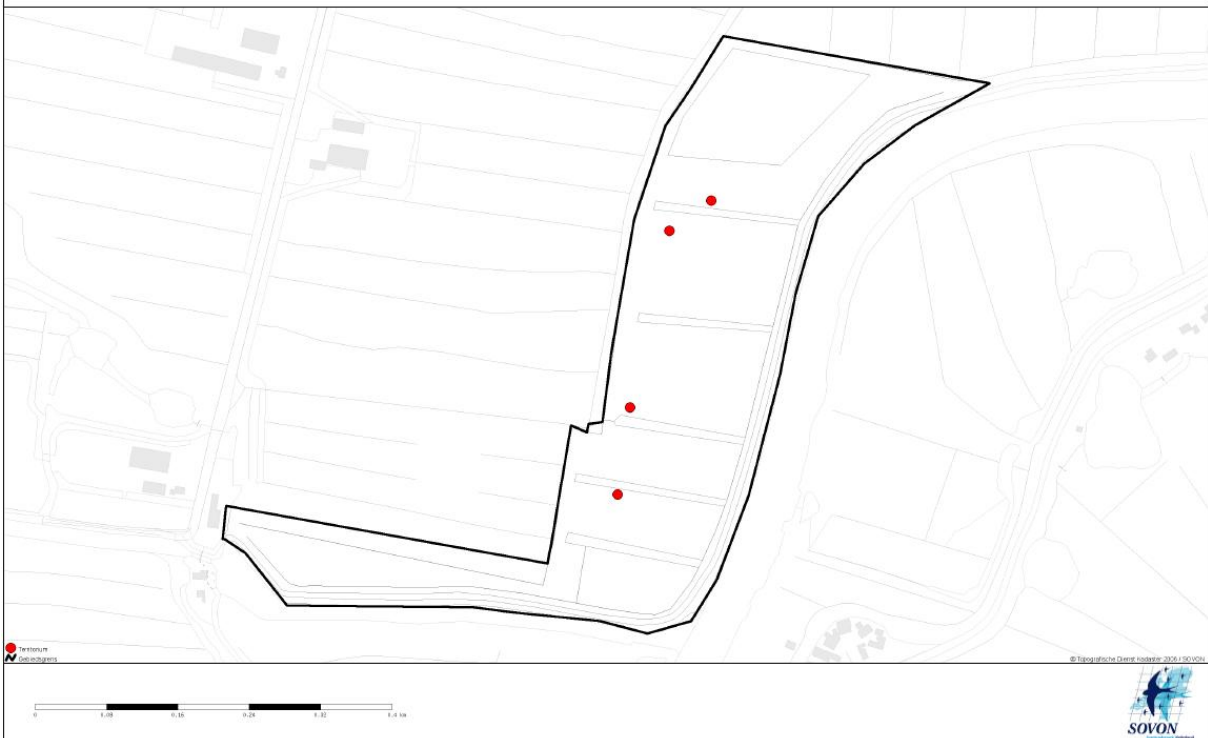 Territorium
Gebiedsgrens
© Topografische Dienst Kadaster 2006 / SOVON
0 0.08 0.16 0.24 0.32 0.4 km
SOVON